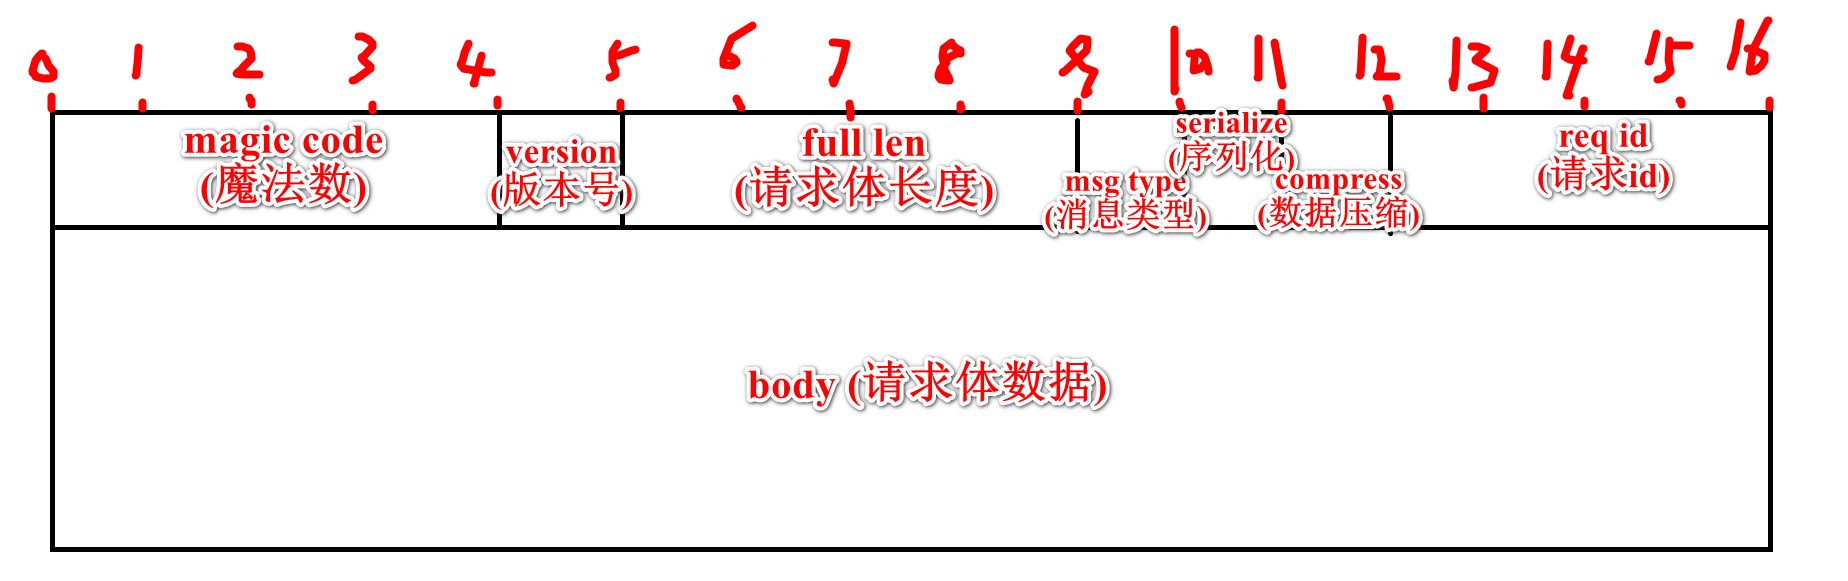 0 1 2 3 4 5 6 7 8 9 10 11 12 13 14 15 16
magic code
(魔法数)
version
(版本号)
full len
(请求体长度)
msg type
(消息类型)
serialize
(序列化)
compress
(数据压缩)
req id
(请求id)
body (请求体数据)